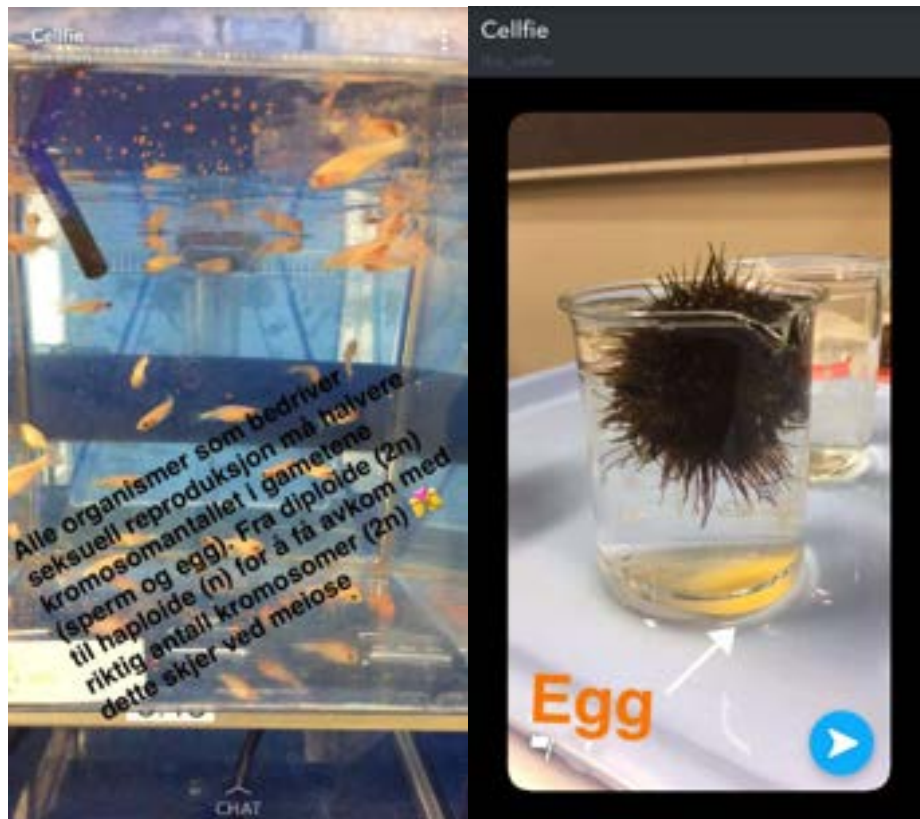 Cellfie
Alle organismer som bedriver
seksuell reproduksjon må halvere
kromosomantallet i gametene
(sperm og egg). Fra diploide (2n)
til haploide (n) for å få avkom med
riktig antall kromosomer (2n)
dette skjer ved meiose
CHAT
Cellfie
Egg